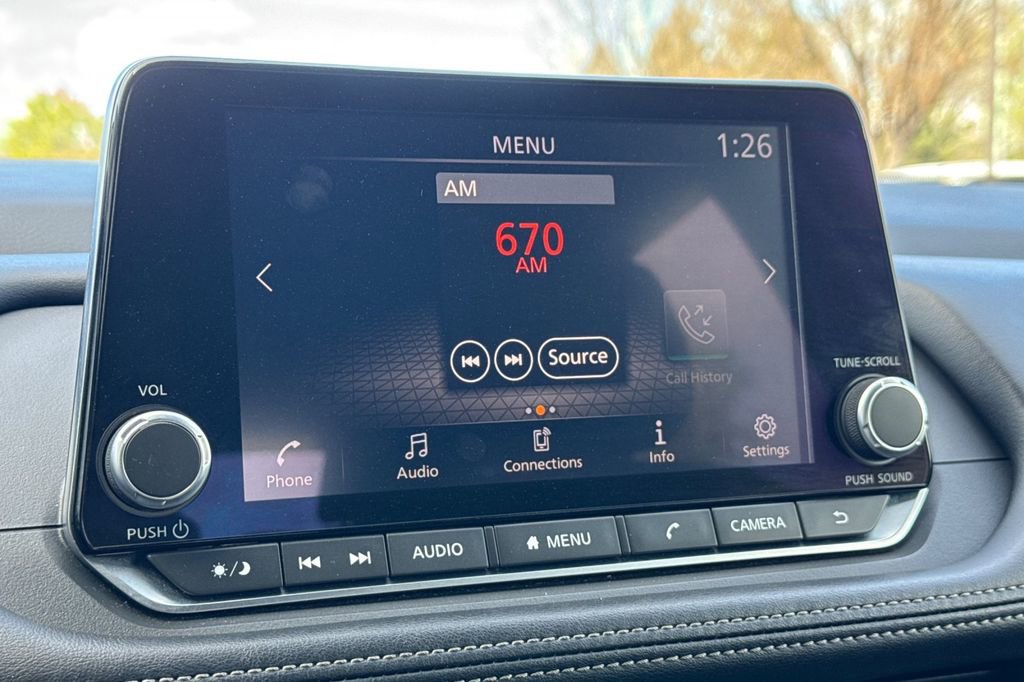 MENU
1:26
AM
670
AM
Source
Call History
Phone
Audio
Connections
Info
Settings
VOL
PUSH
TUNE·SCROLL
PUSH SOUND
AUDIO
MENU
CAMERA